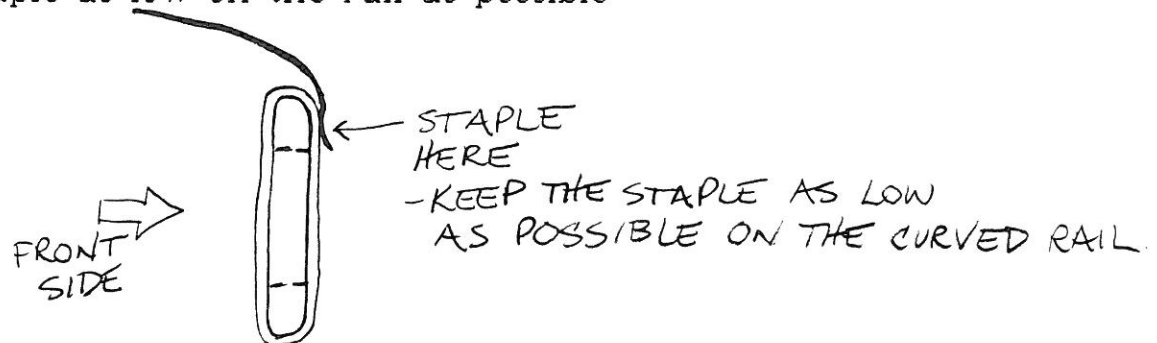 STAPLE
HERE
-KEEP THE STAPLE AS LOW
AS POSSIBLE ON THE CURVED RAIL.
FRONT
SIDE